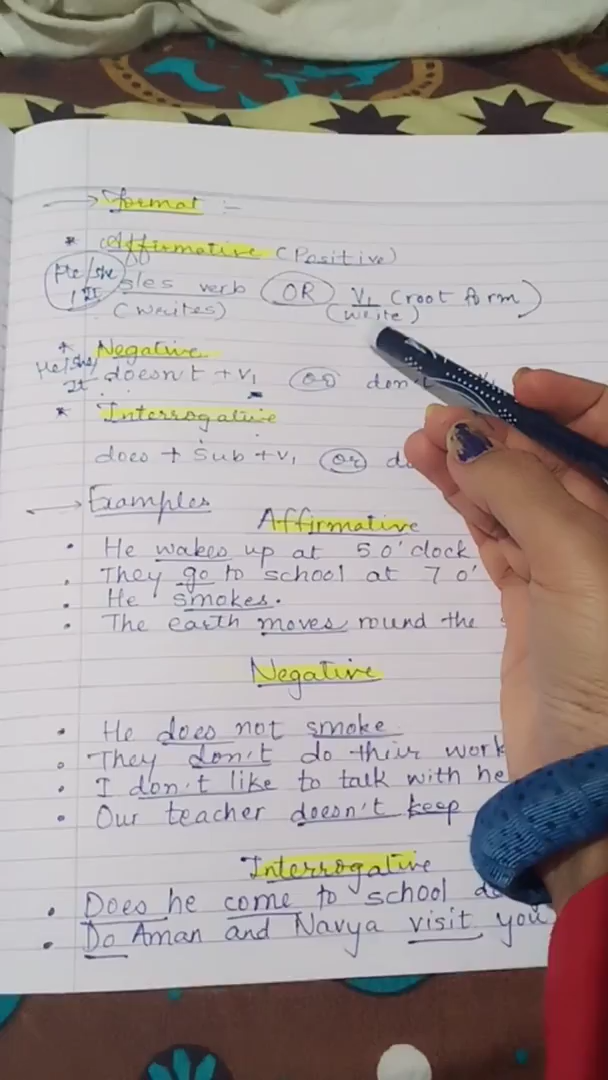 → Format :-
* Affirmative (Positive)
He/she
It
s/es verb OR V1 (root form)
(writes) (write)
* Negative
He/she
It
doesn't + V1 or don't V1
* Interrogative
does + sub + V1 or do
→ Examples
Affirmative
• He wakes up at 5 o'clock
• They go to school at 7 o'
• He smokes.
• The earth moves round the
Negative
• He does not smoke
• They don't do their work
• I don't like to talk with he
• Our teacher doesn't keep
Interrogative
• Does he come to school
• Do Aman and Navya visit you